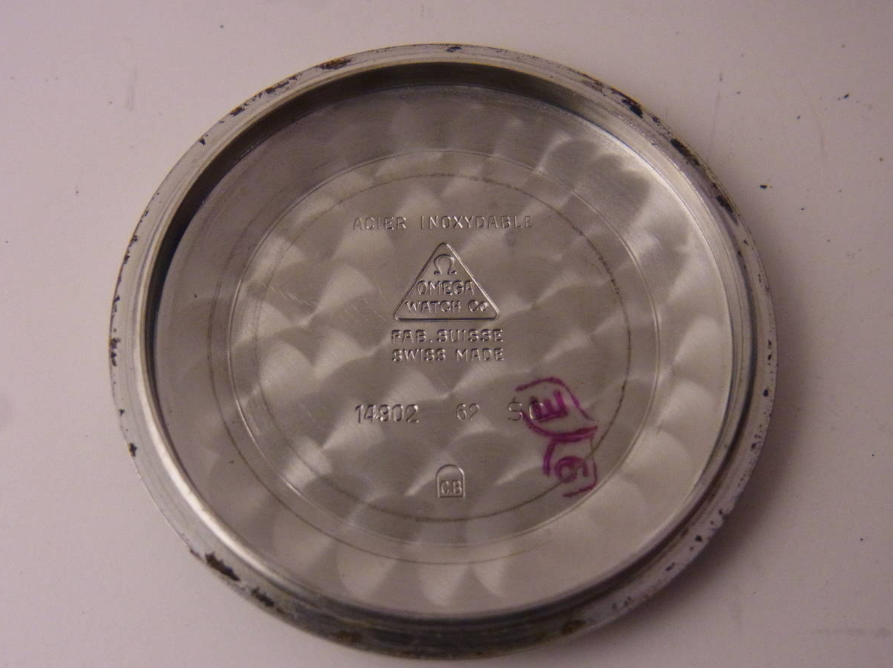 ACIER INOXYDABLE
Ω
OMEGA
WATCH Co
FAB. SUISSE
SWISS MADE
14902 62 SC
CB